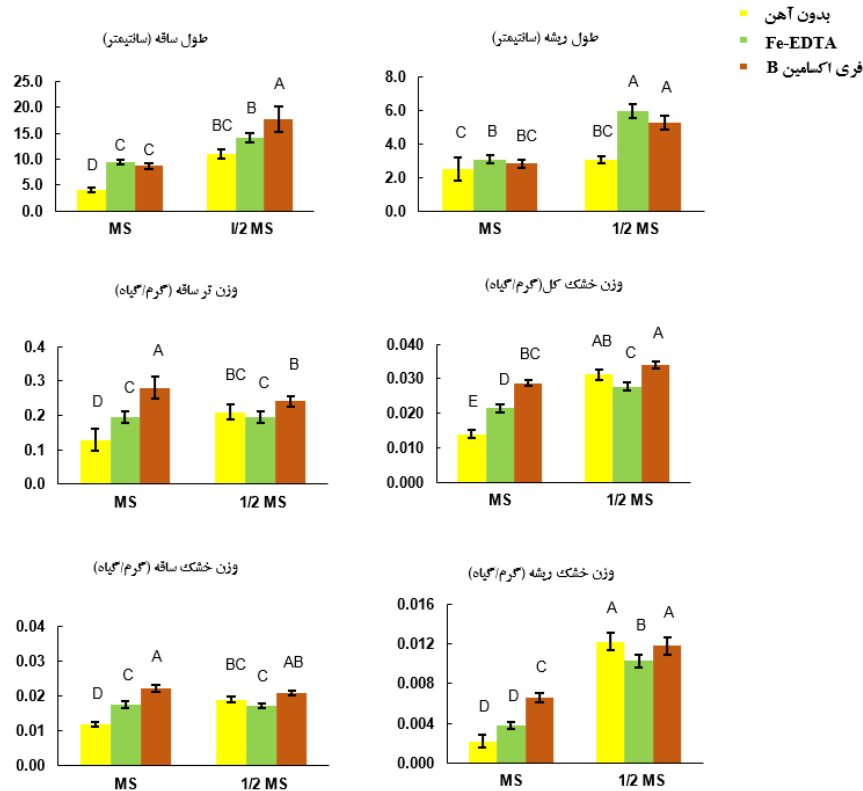 بدون آهن
Fe-EDTA
فری اکسامین B
طول ساقه (سانتیمتر)
25.0
20.0
15.0
10.0
5.0
0.0
D
C
C
BC
B
A
MS
I/2 MS
طول ریشه (سانتیمتر)
8.0
6.0
4.0
2.0
0.0
C
B
BC
BC
A
A
MS
1/2 MS
وزن تر ساقه (گرم/گیاه)
0.4
0.3
0.2
0.1
0.0
D
C
A
BC
C
B
MS
1/2 MS
وزن خشک کل(گرم/گیاه)
0.040
0.030
0.020
0.010
0.000
E
D
BC
AB
C
A
MS
1/2 MS
وزن خشک ساقه (گرم/گیاه)
0.04
0.03
0.02
0.01
0.00
D
C
A
BC
C
AB
MS
1/2 MS
وزن خشک ریشه (گرم/گیاه)
0.016
0.012
0.008
0.004
0.000
D
D
C
A
B
A
MS
1/2 MS